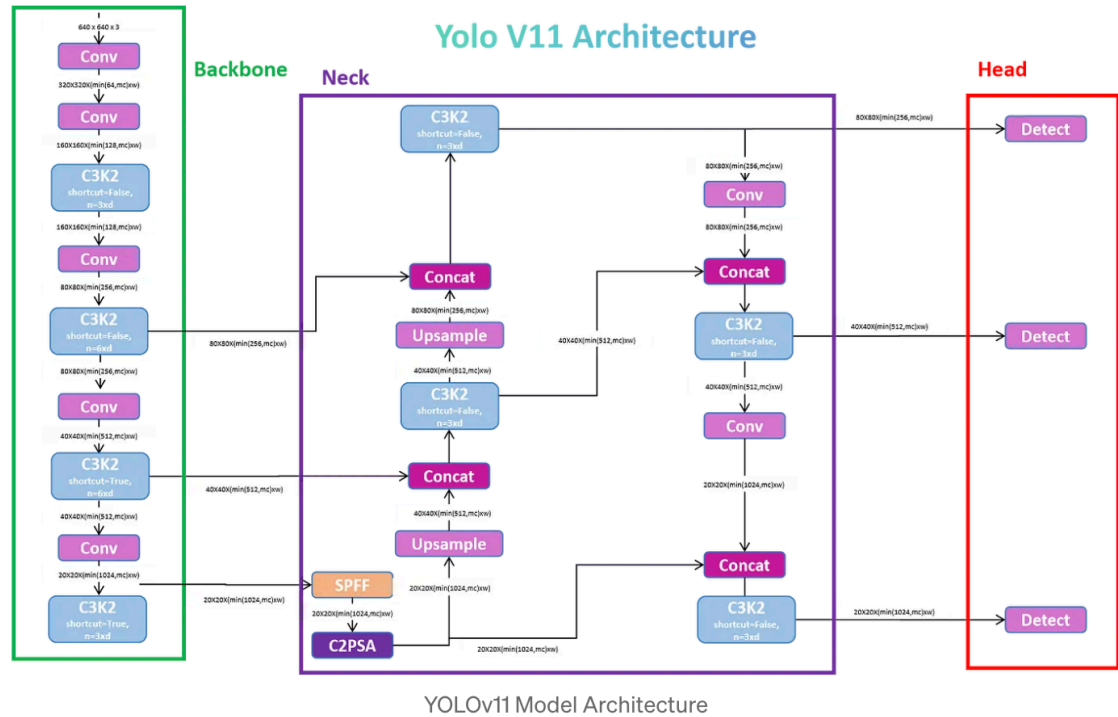 Yolo V11 Architecture
Backbone
640 x 640 x 3
Conv
320X320X(min(64,mc)xw)
Conv
160X160X(min(128,mc)xw)
C3K2
shortcut=False,
n=3xd
160X160X(min(128,mc)xw)
Conv
80X80X(min(256,mc)xw)
C3K2
shortcut=False,
n=6xd
80X80X(min(256,mc)xw)
Conv
40X40X(min(512,mc)xw)
C3K2
shortcut=True,
n=6xd
40X40X(min(512,mc)xw)
Conv
20X20X(min(1024,mc)xw)
C3K2
shortcut=True,
n=3xd
80X80X(min(256,mc)xw)
40X40X(min(512,mc)xw)
20X20X(min(1024,mc)xw)
Neck
C3K2
shortcut=False,
n=3xd
Concat
80X80X(min(256,mc)xw)
Upsample
40X40X(min(512,mc)xw)
C3K2
shortcut=False,
n=3xd
Concat
40X40X(min(512,mc)xw)
Upsample
20X20X(min(1024,mc)xw)
SPFF
20X20X(min(1024,mc)xw)
C2PSA
20X20X(min(1024,mc)xw)
40X40X(min(512,mc)xw)
80X80X(min(256,mc)xw)
Conv
80X80X(min(256,mc)xw)
Concat
C3K2
shortcut=False,
n=3xd
40X40X(min(512,mc)xw)
Conv
20X20X(min(1024,mc)xw)
Concat
C3K2
shortcut=False,
n=3xd
80X80X(min(256,mc)xw)
40X40X(min(512,mc)xw)
20X20X(min(1024,mc)xw)
Head
Detect
Detect
Detect
YOLOv11 Model Architecture